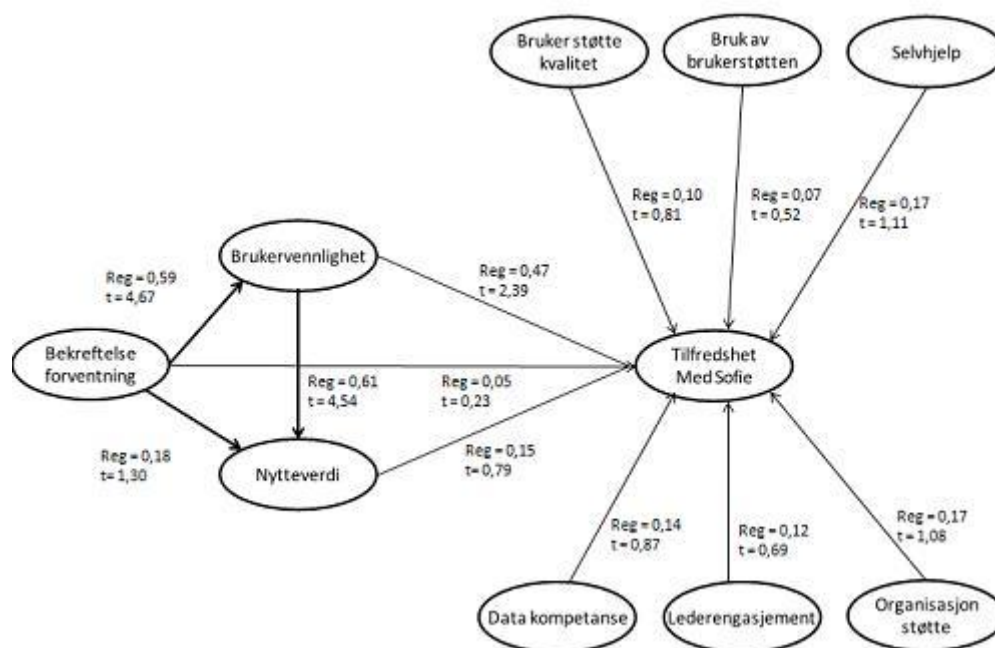 Bruker støtte
kvalitet
Bruk av
brukerstøtten
Selvhjelp
Reg = 0,10
t = 0,81
Reg = 0,07
t = 0,52
Reg = 0,17
t = 1,11
Brukervennlighet
Reg = 0,59
t = 4,67
Reg = 0,47
t = 2,39
Bekreftelse
forventning
Tilfredshet
Med Sofie
Reg = 0,61
t = 4,54
Reg = 0,05
t = 0,23
Reg = 0,18
t= 1,30
Nytteverdi
Reg = 0,15
t = 0,79
Reg = 0,14
t = 0,87
Reg = 0,12
t = 0,69
Reg = 0,17
t = 1,08
Data kompetanse
Lederengasjement
Organisasjon
støtte